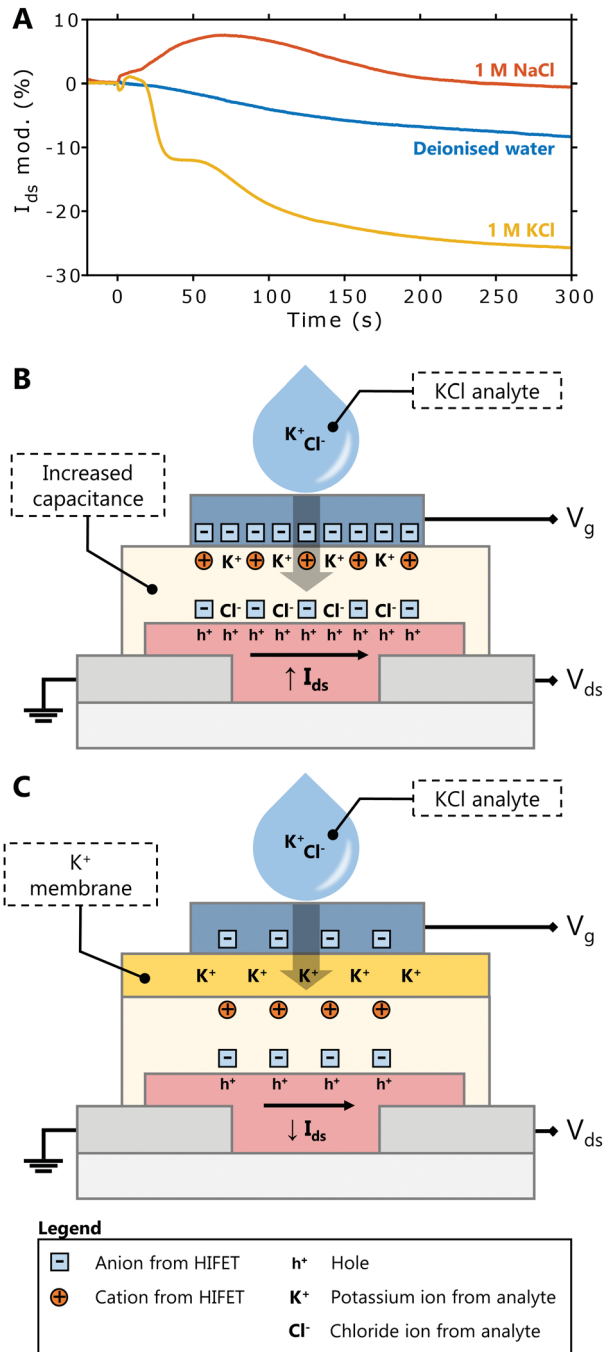 A
I_ds mod. (%)
10
0
-10
-20
-30
1 M NaCl
Deionised water
1 M KCl
0 50 100 150 200 250 300
Time (s)
B
KCl analyte
K⁺Cl⁻
Increased
capacitance
V_g
- - - - - - - - -
+ K⁺ + K⁺ + K⁺ + K⁺ +
- Cl⁻ - Cl⁻ - Cl⁻ - Cl⁻ -
h⁺ h⁺ h⁺ h⁺ h⁺ h⁺ h⁺ h⁺ h⁺
↑ I_ds
V_ds
C
KCl analyte
K⁺Cl⁻
K⁺
membrane
V_g
- - - -
K⁺ K⁺ K⁺ K⁺ K⁺
+ + + +
- - - -
h⁺ h⁺ h⁺ h⁺
↓ I_ds
V_ds
Legend
- Anion from HIFET
+ Cation from HIFET
h⁺ Hole
K⁺ Potassium ion from analyte
Cl⁻ Chloride ion from analyte